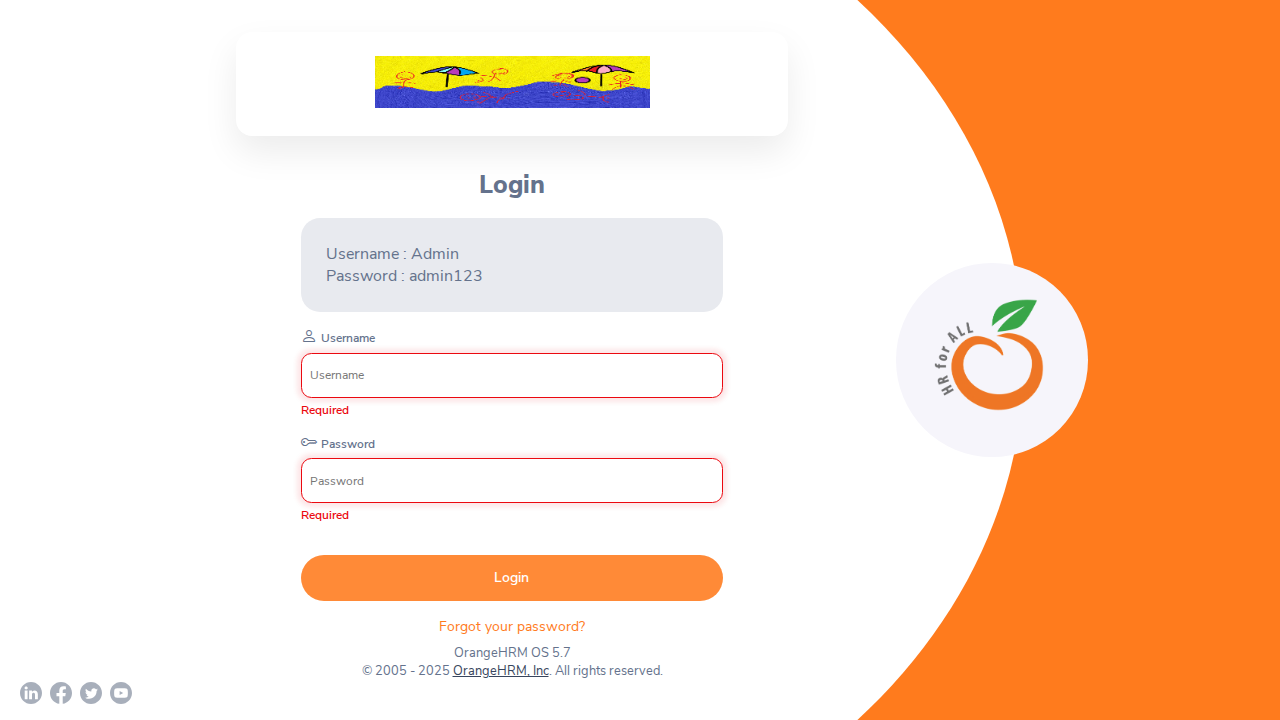 Login
Username : Admin
Password : admin123
Username
Username
Required
Password
Password
Required
Login
Forgot your password?
OrangeHRM OS 5.7
© 2005 - 2025 OrangeHRM, Inc. All rights reserved.
HR for ALL